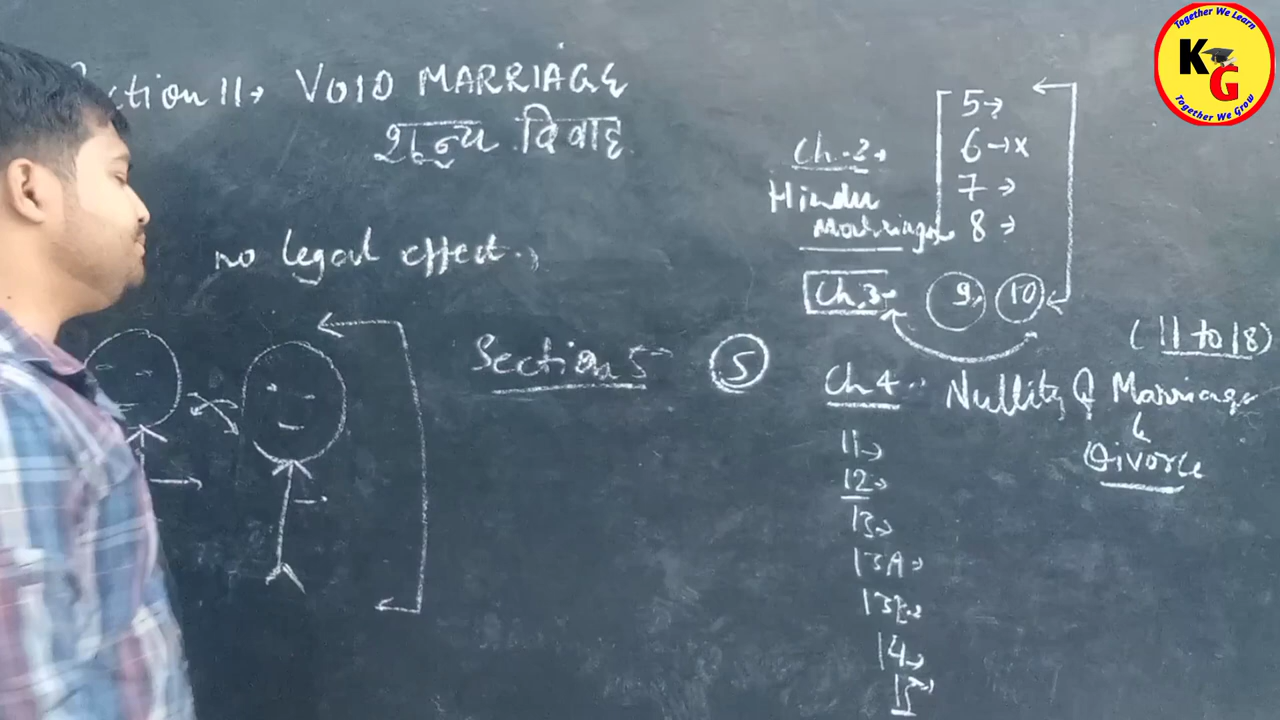 ction 11→ VOID MARRIAGE
शून्य विवाह
no legal effect.,
Section 5 5
Ch. 2.
Hindu
Marriage
5→
6→x
7→
8→
Ch. 3. 9, 10
(11 to 18)
Ch 4.. Nullity of Marriage
&
Divorce
11→
12→
13→
13A→
14→
15→
Together We Learn
KG
Together We Grow